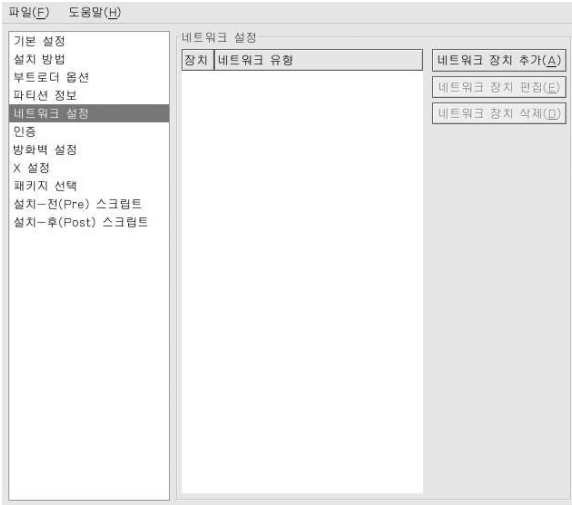 파일(F) 도움말(H)
기본 설정
설치 방법
부트로더 옵션
파티션 정보
네트워크 설정
인증
방화벽 설정
X 설정
패키지 선택
설치-전(Pre) 스크립트
설치-후(Post) 스크립트
네트워크 설정
장치 네트워크 유형
네트워크 장치 추가(A)
네트워크 장치 편집(E)
네트워크 장치 삭제(D)